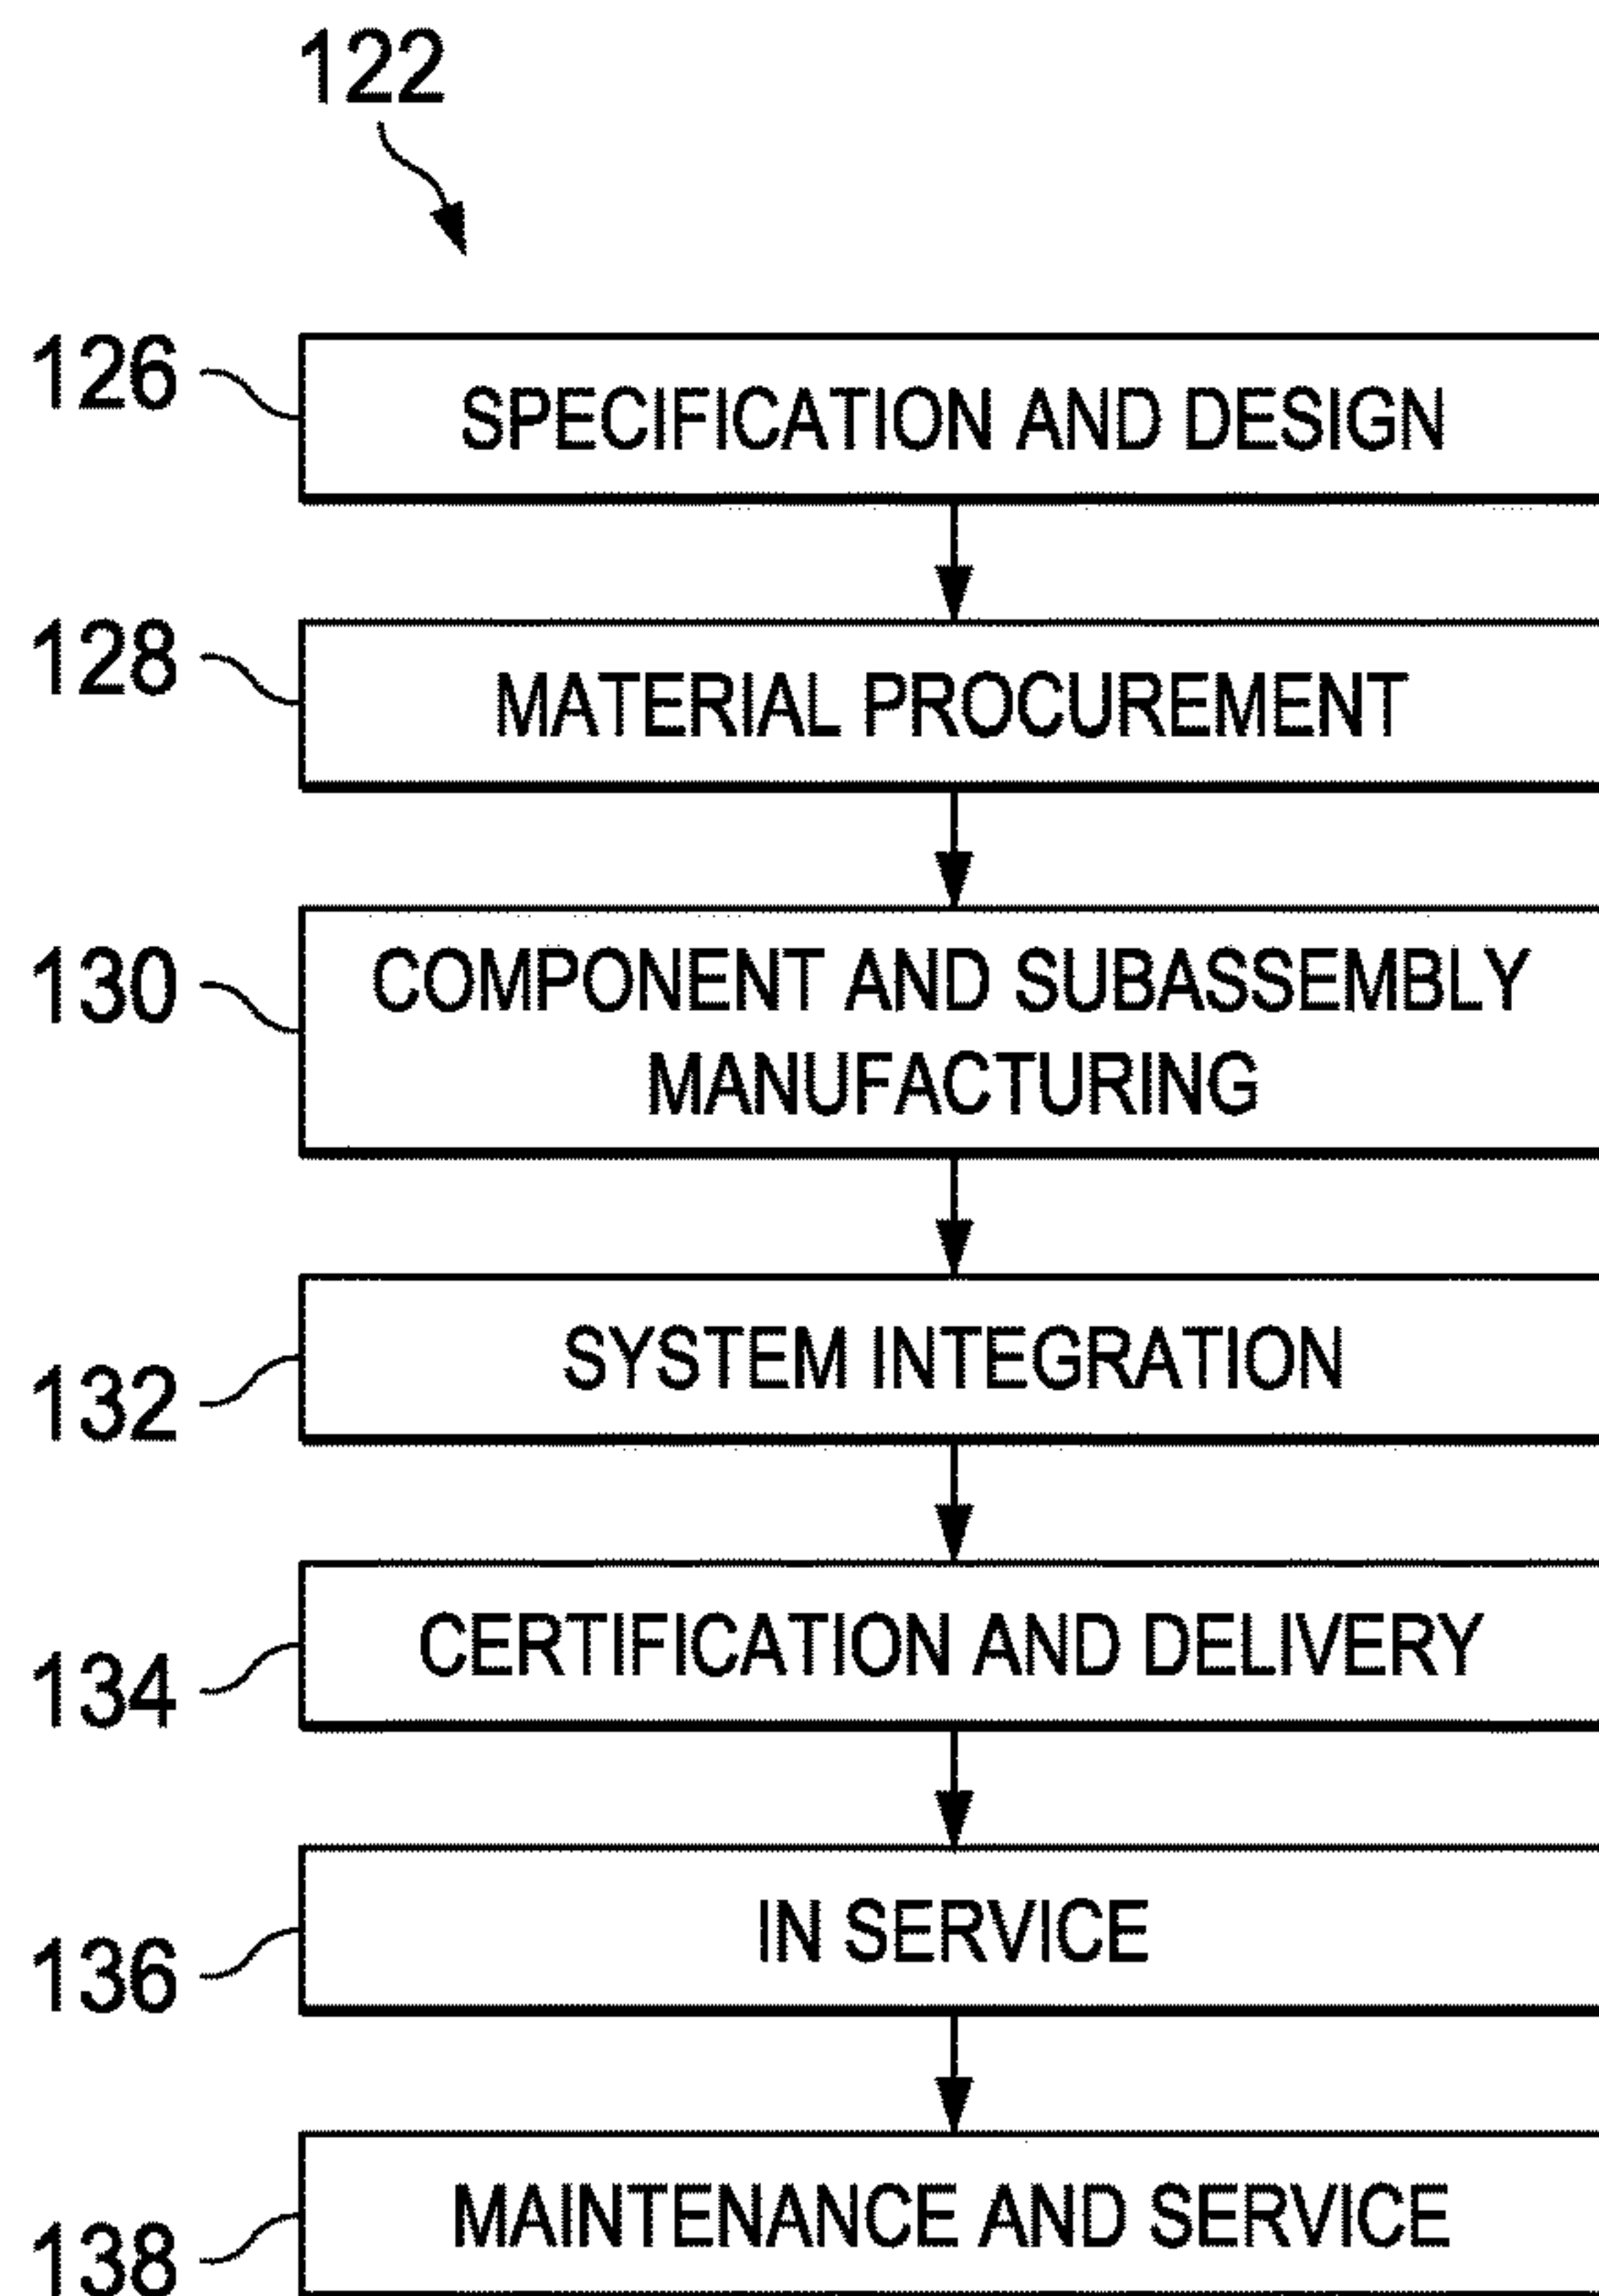 122
126 SPECIFICATION AND DESIGN
128 MATERIAL PROCUREMENT
130 COMPONENT AND SUBASSEMBLY
MANUFACTURING
132 SYSTEM INTEGRATION
134 CERTIFICATION AND DELIVERY
136 IN SERVICE
138 MAINTENANCE AND SERVICE